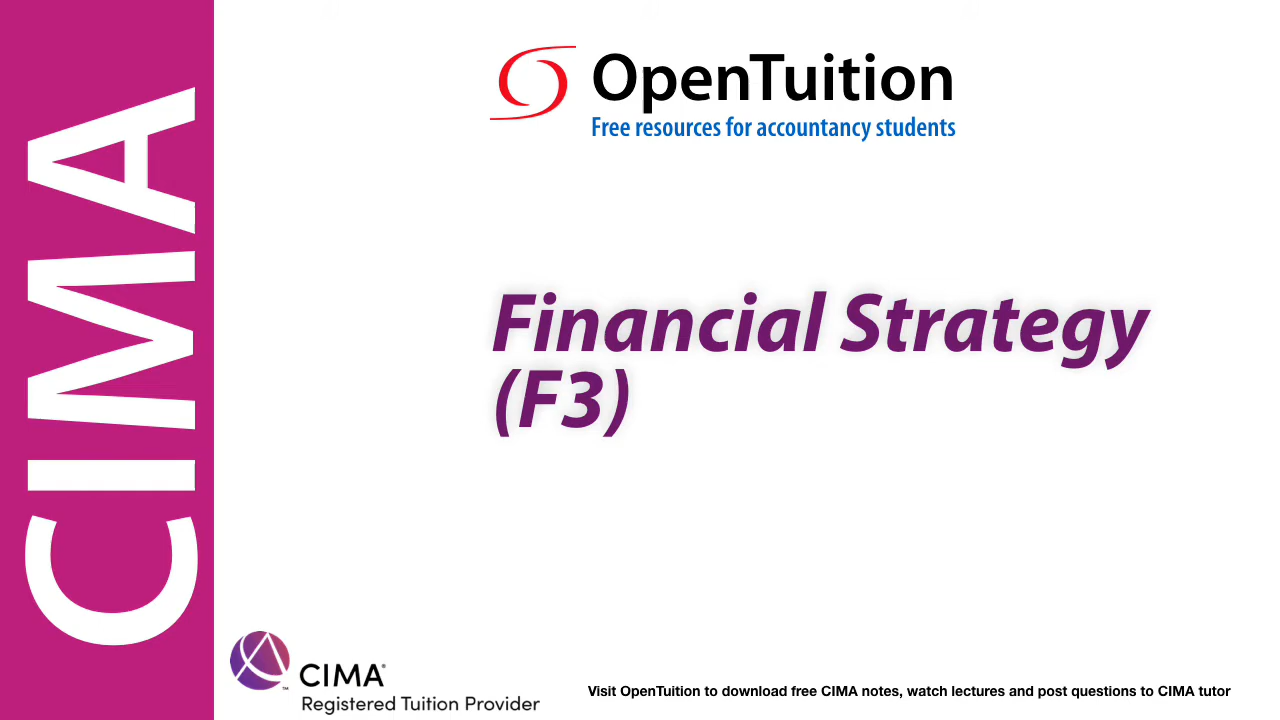 CIMA
OpenTuition
Free resources for accountancy students
Financial Strategy
(F3)
CIMA®
™
Registered Tuition Provider
Visit OpenTuition to download free CIMA notes, watch lectures and post questions to CIMA tutor